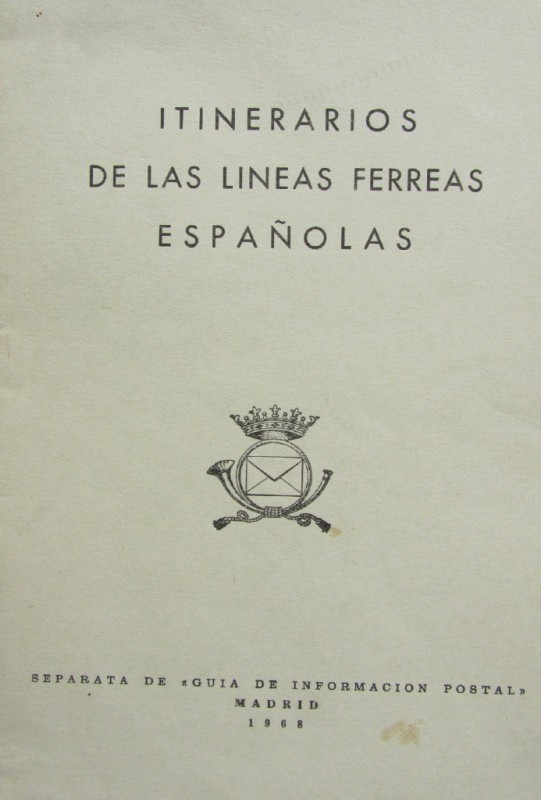 ITINERARIOS
DE LAS LINEAS FERREAS
ESPAÑOLAS
SEPARATA DE «GUIA DE INFORMACION POSTAL»
MADRID
1968